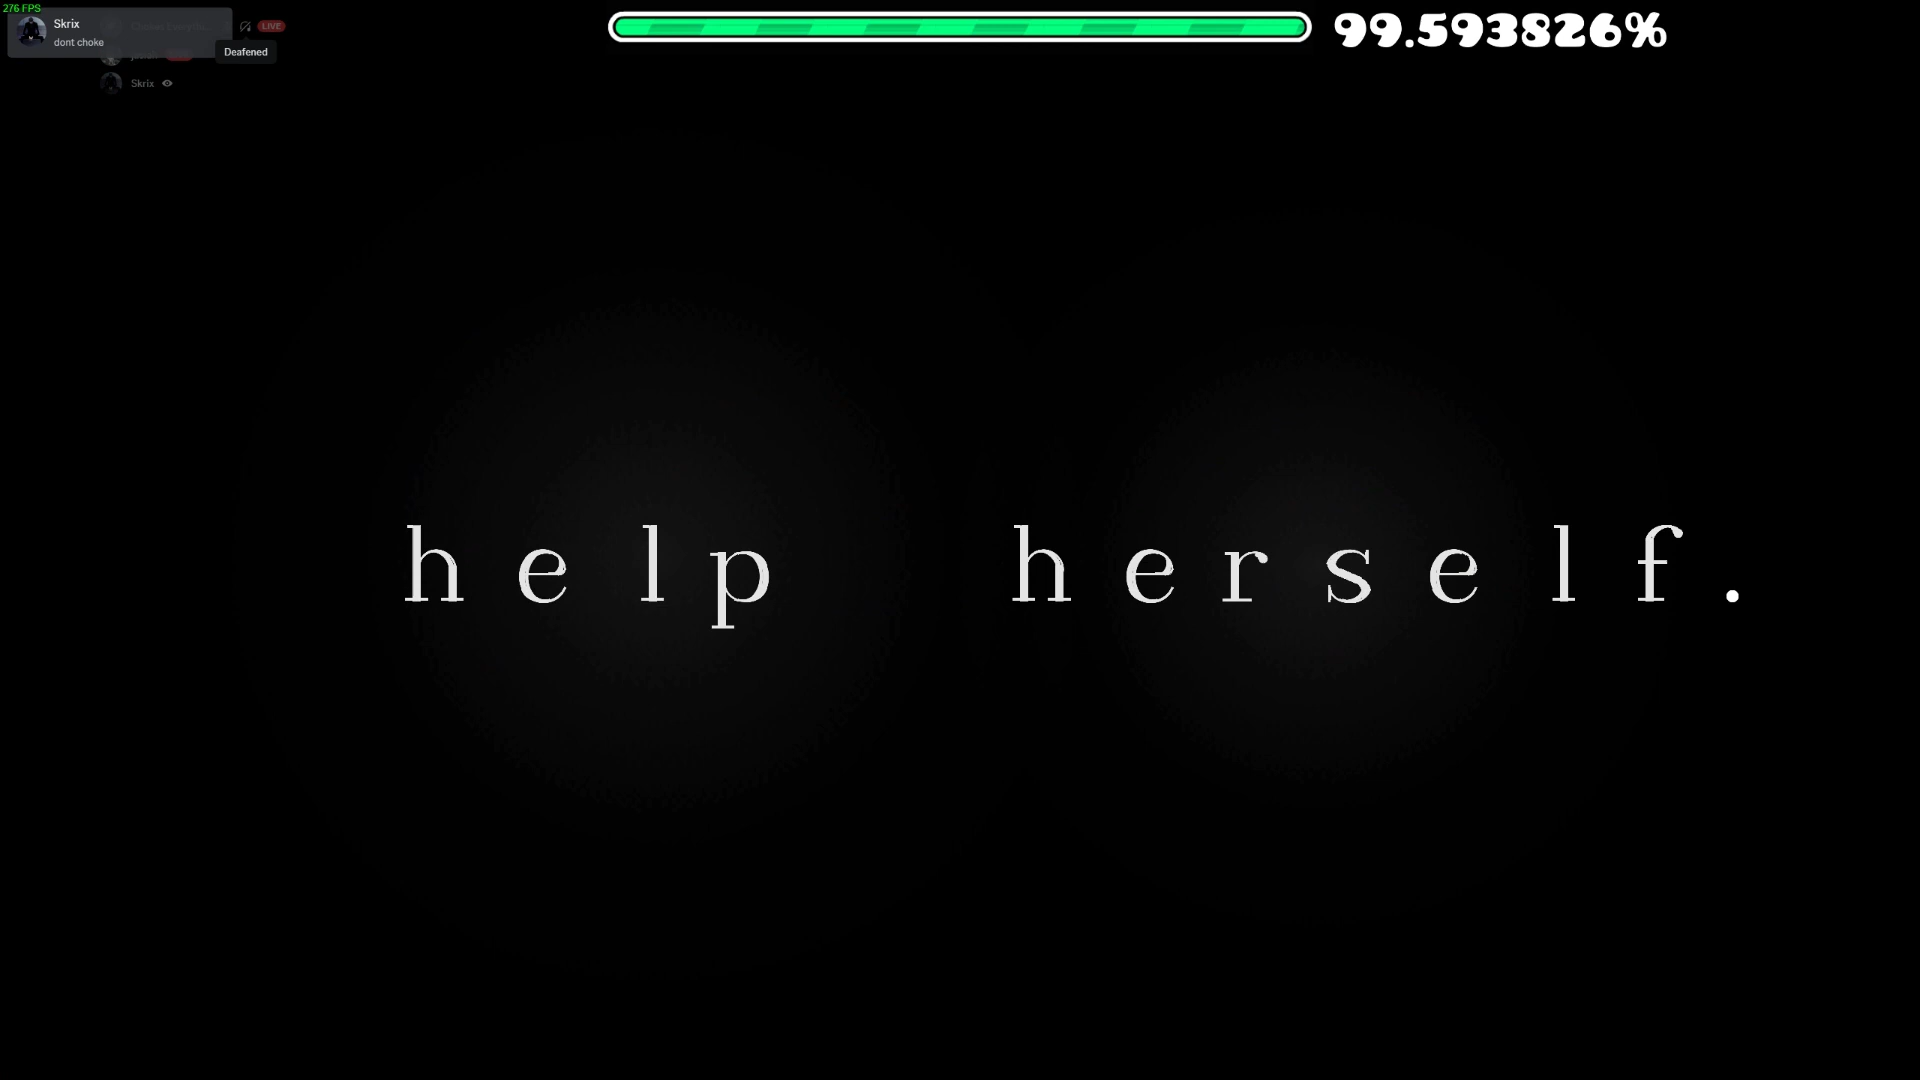 276 FPS
Skrix
dont choke
LIVE
Deafened
Skrix
99.593826%
help herself.